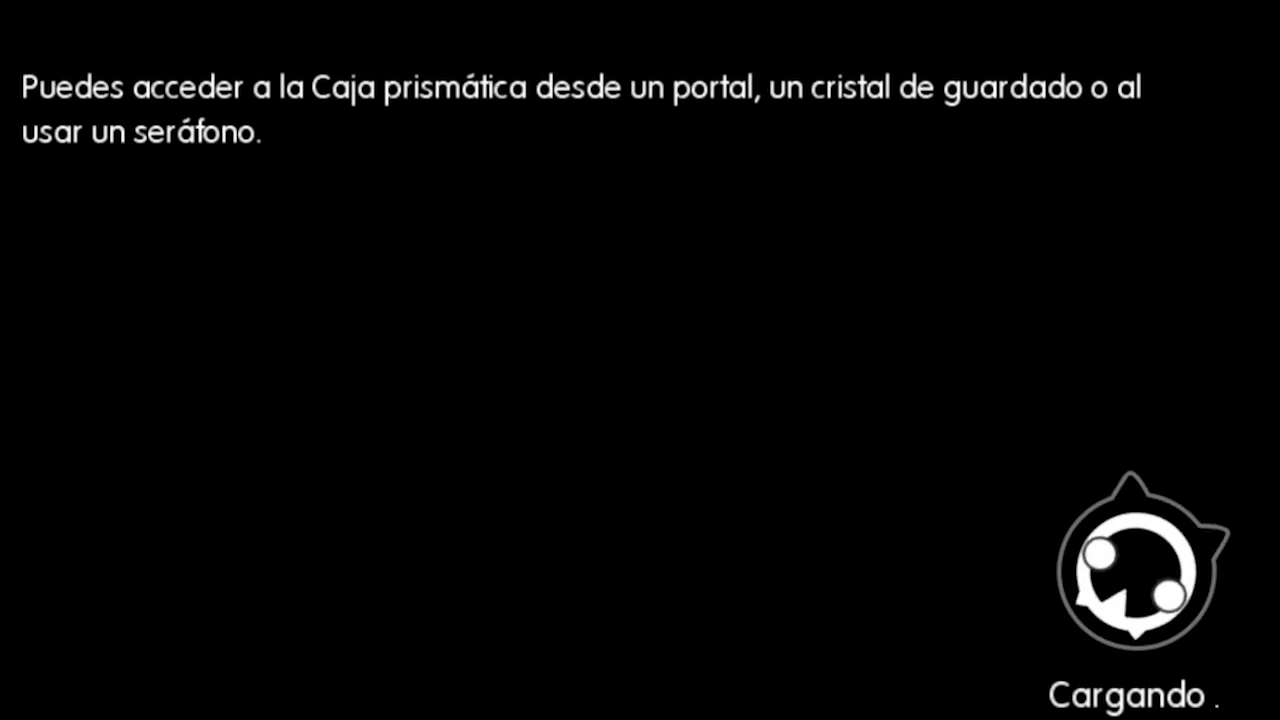 Puedes acceder a la Caja prismática desde un portal, un cristal de guardado o al
usar un seráfono.
Cargando .